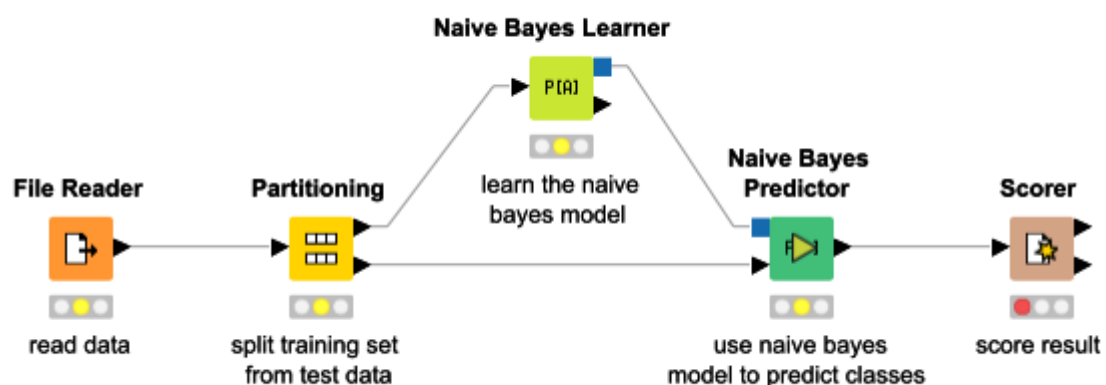 Naive Bayes Learner
P[A]
learn the naive
bayes model
File Reader
read data
Partitioning
split training set
from test data
Naive Bayes
Predictor
use naive bayes
model to predict classes
Scorer
score result